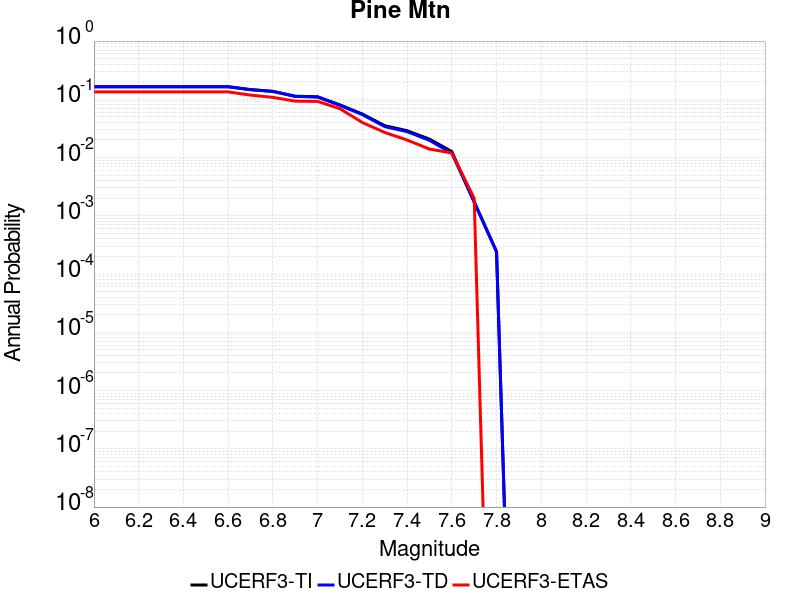 Pine Mtn
10^0
10^-1
10^-2
10^-3
10^-4
10^-5
10^-6
10^-7
10^-8
Annual Probability
6 6.2 6.4 6.6 6.8 7 7.2 7.4 7.6 7.8 8 8.2 8.4 8.6 8.8 9
Magnitude
UCERF3-TI UCERF3-TD UCERF3-ETAS